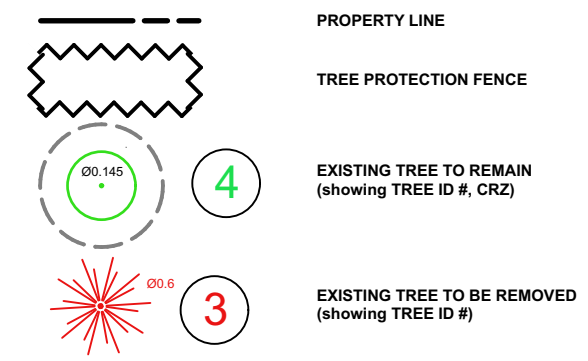 PROPERTY LINE
TREE PROTECTION FENCE
Ø0.145
4
EXISTING TREE TO REMAIN
(showing TREE ID #, CRZ)
Ø0.6
3
EXISTING TREE TO BE REMOVED
(showing TREE ID #)